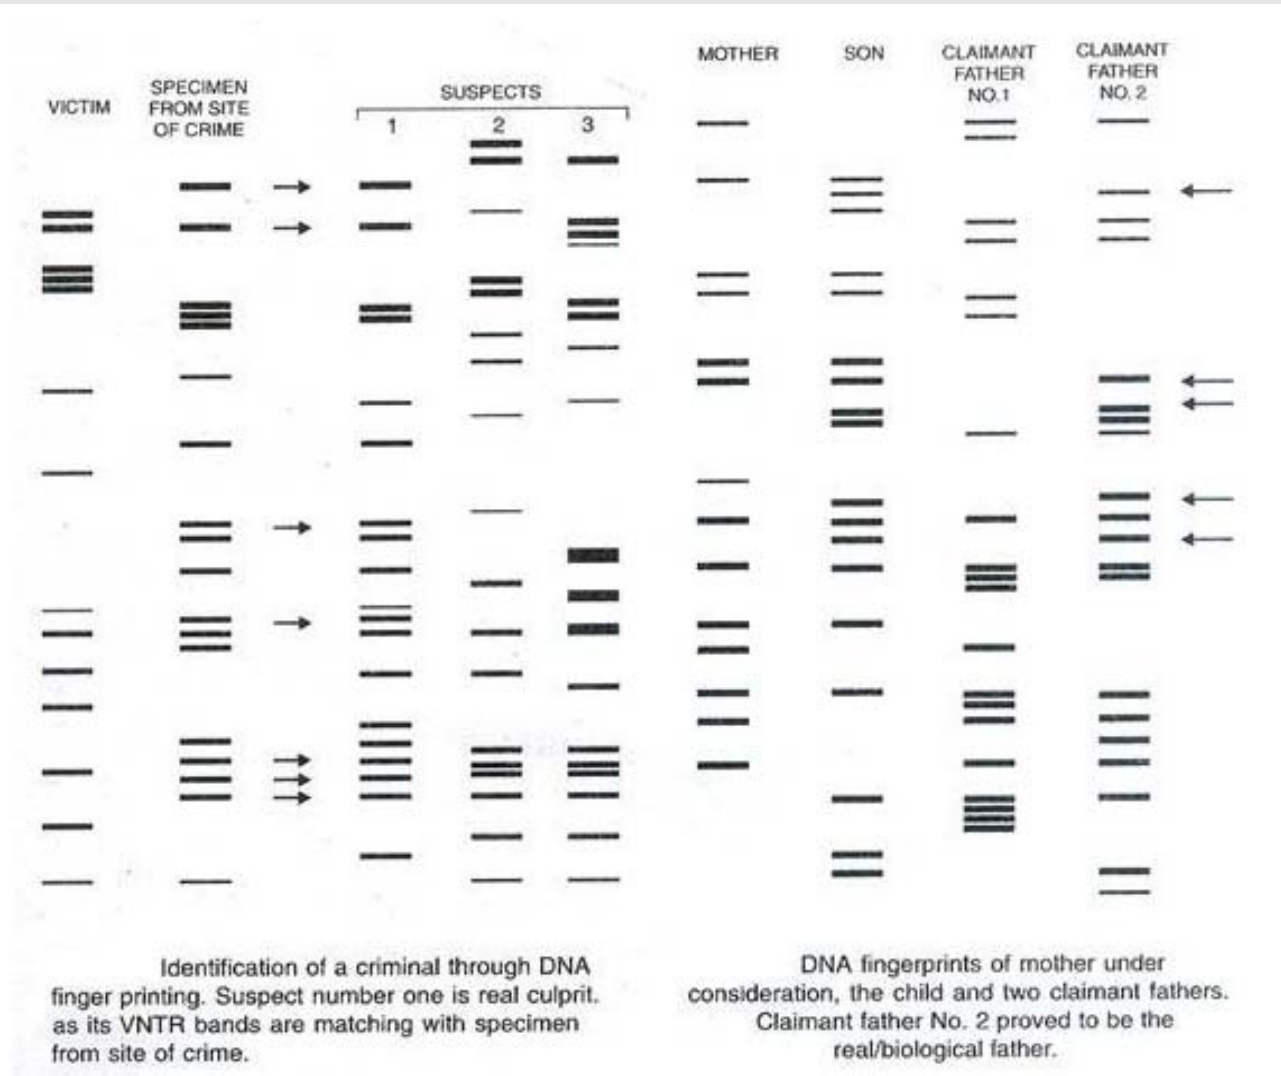 VICTIM
SPECIMEN
FROM SITE
OF CRIME
SUSPECTS
1 2 3
MOTHER
SON
CLAIMANT
FATHER
NO.1
CLAIMANT
FATHER
NO. 2
Identification of a criminal through DNA
finger printing. Suspect number one is real culprit.
as its VNTR bands are matching with specimen
from site of crime.
DNA fingerprints of mother under
consideration, the child and two claimant fathers.
Claimant father No. 2 proved to be the
real/biological father.